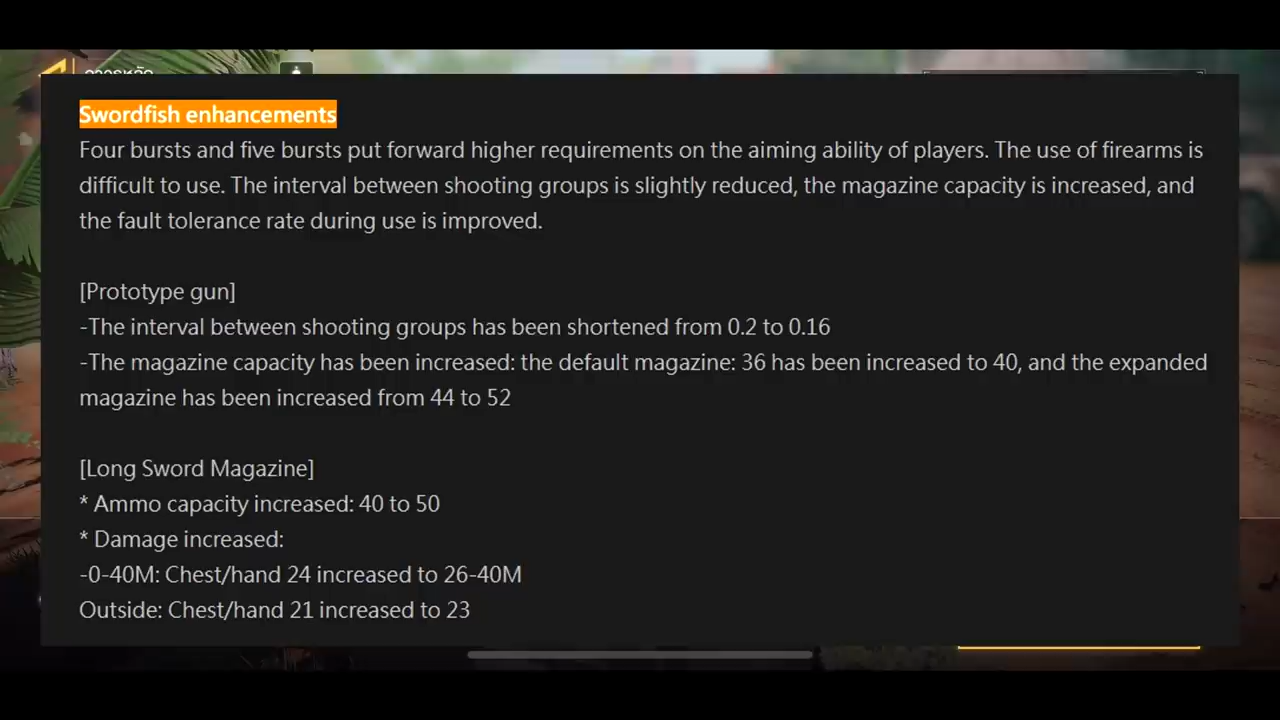 Swordfish enhancements
Four bursts and five bursts put forward higher requirements on the aiming ability of players. The use of firearms is
difficult to use. The interval between shooting groups is slightly reduced, the magazine capacity is increased, and
the fault tolerance rate during use is improved.
[Prototype gun]
-The interval between shooting groups has been shortened from 0.2 to 0.16
-The magazine capacity has been increased: the default magazine: 36 has been increased to 40, and the expanded
magazine has been increased from 44 to 52
[Long Sword Magazine]
* Ammo capacity increased: 40 to 50
* Damage increased:
-0-40M: Chest/hand 24 increased to 26-40M
Outside: Chest/hand 21 increased to 23